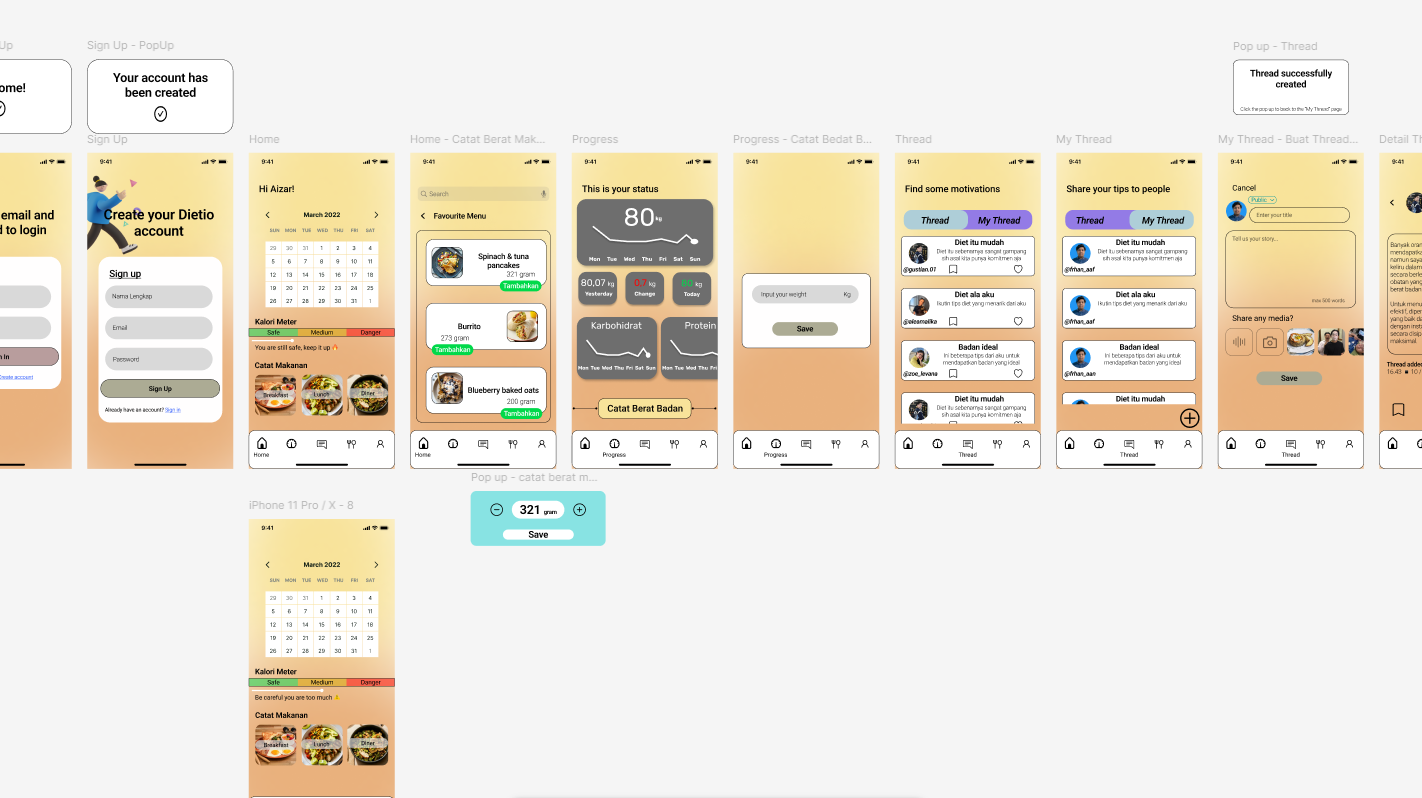 Up
Sign Up - PopUp
Pop up - Thread
ome!
Your account has
been created
Thread successfully
created
Click the pop up to back to the "My Thread" page
Sign Up
Home
Home - Catat Berat Mak...
Progress
Progress - Catat Bedat B...
Thread
My Thread
My Thread - Buat Thread...
Detail Th
email and
d to login
n In
Create account
9:41
Create your Dietio
account
Sign up
Nama Lengkap
Email
Password
Sign Up
Already have an account? Sign in
9:41
Hi Aizar!
March 2022
SUN MON TUE WED THU FRI SAT
29 30 31 1 2 3 4
5 6 7 8 9 10 11
12 13 14 15 16 17 18
19 20 21 22 23 24 25
26 27 28 29 30 31 1
Kalori Meter
Safe Medium Danger
You are still safe, keep it up
Catat Makanan
Breakfast Lunch Diner
Home
9:41
Search
Favourite Menu
Spinach & tuna
pancakes
321 gram
Tambahkan
Burrito
273 gram
Tambahkan
Blueberry baked oats
200 gram
Tambahkan
Home
9:41
This is your status
80 kg
Mon Tue Wed Thu Fri Sat Sun
80,07 kg
Yesterday
0,7 kg
Change
80 kg
Today
Karbohidrat
Mon Tue Wed Thu Fri Sat Sun
Protein
Mon Tue Wed Thu F
Catat Berat Badan
Progress
9:41
Input your weight Kg
Save
Progress
9:41
Find some motivations
Thread My Thread
Diet itu mudah
Diet itu sebenarnya sangat gampang
sih asal kita punya komitmen aja
@gustian.01
Diet ala aku
Ikutin tips diet yang menarik dari aku
@aleemalika
Badan ideal
Ini beberapa tips dari aku untuk
mendapatkan badan yang ideal
@zoe_levana
Diet itu mudah
Diet itu sebenarnya sangat gampang
sih asal kita punya komitmen aja
Thread
9:41
Share your tips to people
Thread My Thread
Diet itu mudah
Diet itu sebenarnya sangat gampang
sih asal kita punya komitmen aja
@frhan_aaf
Diet ala aku
Ikutin tips diet yang menarik dari aku
@frhan_aaf
Badan ideal
Ini beberapa tips dari aku untuk
mendapatkan badan yang ideal
@frhan_aan
Diet itu mudah
Thread
9:41
Cancel
Public
Enter your title
Tell us your story...
max 500 words
Share any media?
Save
Thread
9:41
Banyak oran
mendapatka
namun saya
keliru dalam
secara berle
obatan yang
berat badan
Untuk menu
efektif, dipe
yang baik da
dengan insta
secara disip
maksimal.
Thread adde
16.43 ● 10 /
Pop up - catat berat m...
321 gram
Save
iPhone 11 Pro / X - 8
9:41
March 2022
SUN MON TUE WED THU FRI SAT
29 30 31 1 2 3 4
5 6 7 8 9 10 11
12 13 14 15 16 17 18
19 20 21 22 23 24 25
26 27 28 29 30 31 1
Kalori Meter
Safe Medium Danger
Be careful you are too much
Catat Makanan
Breakfast Lunch Diner